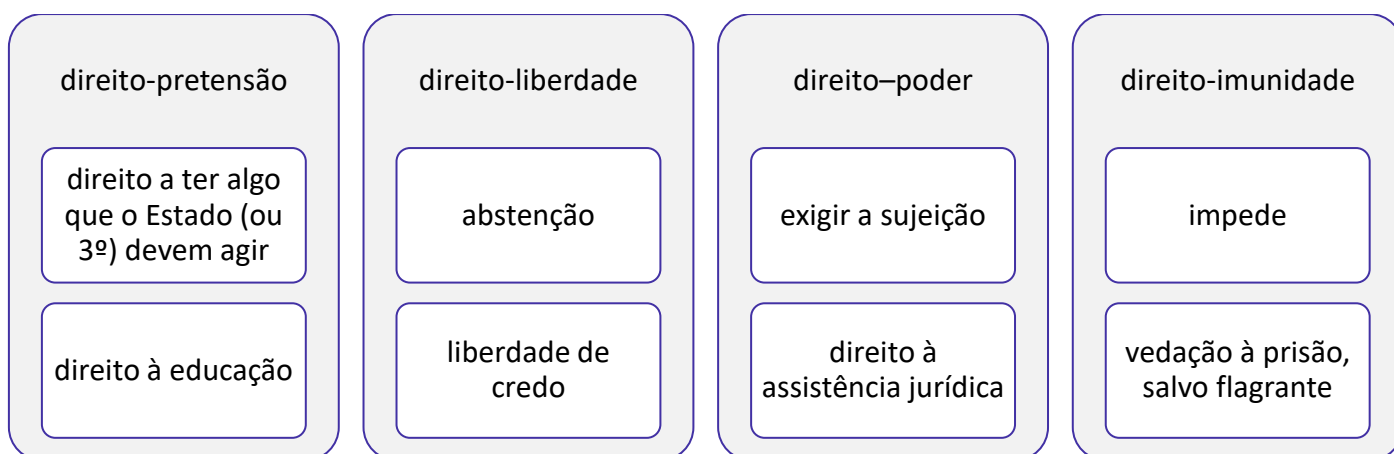 direito-pretensão
direito a ter algo
que o Estado (ou
3º) devem agir
direito à educação
direito-liberdade
abstenção
liberdade de
credo
direito–poder
exigir a sujeição
direito à
assistência jurídica
direito-imunidade
impede
vedação à prisão,
salvo flagrante